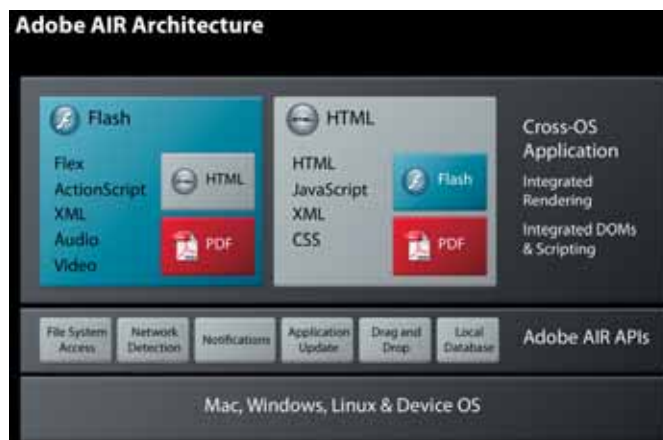 Adobe AIR Architecture
Flash
Flex
ActionScript
XML
Audio
Video
HTML
PDF
HTML
HTML
JavaScript
XML
CSS
Flash
PDF
Cross-OS
Application
Integrated
Rendering
Integrated DOMs
& Scripting
File System
Access
Network
Detection
Notifications
Application
Update
Drag and
Drop
Local
Database
Adobe AIR APIs
Mac, Windows, Linux & Device OS